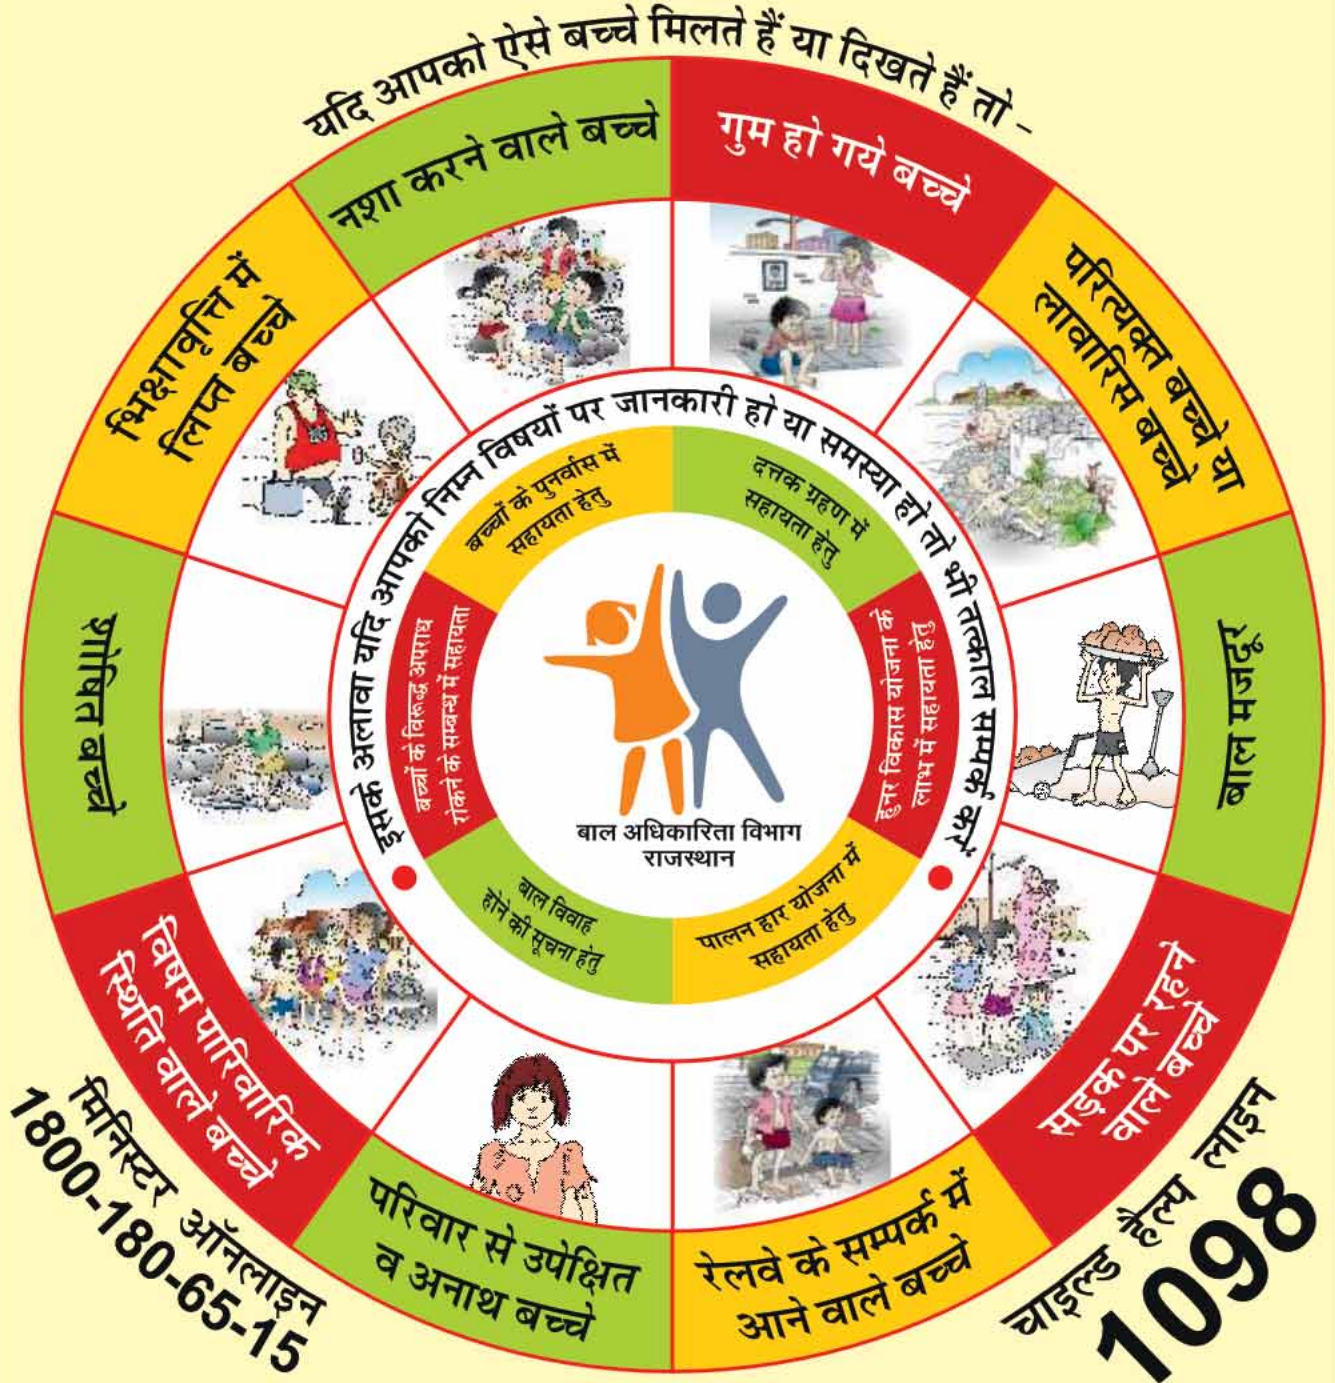 यदि आपको ऐसे बच्चे मिलते हैं या दिखते हैं तो -
गुम हो गये बच्चे
परित्यक्त बच्चे या
लावारिस बच्चे
बाल मजदूर
सड़क पर रहने
वाले बच्चे
रेलवे के सम्पर्क में
आने वाले बच्चे
परिवार से उपेक्षित
व अनाथ बच्चे
विषम पारिवारिक
स्थिति वाले बच्चे
शोषित बच्चे
भिक्षावृत्ति में
लिप्त बच्चे
नशा करने वाले बच्चे
इसके अलावा यदि आपको निम्न विषयों पर जानकारी हो या समस्या हो तो भी तत्काल सम्पर्क करें
दत्तक ग्रहण में
सहायता हेतु
हुनर विकास योजना के
लाभ में सहायता हेतु
पालन हार योजना में
सहायता हेतु
बाल विवाह
होने की सूचना हेतु
बच्चों के विरूद्ध अपराध
रोकने के सम्बन्ध में सहायता
बच्चों के पुनर्वास में
सहायता हेतु
बाल अधिकारिता विभाग
राजस्थान
मिनिस्टर ऑनलाइन
1800-180-65-15
चाइल्ड हैल्प लाइन
1098